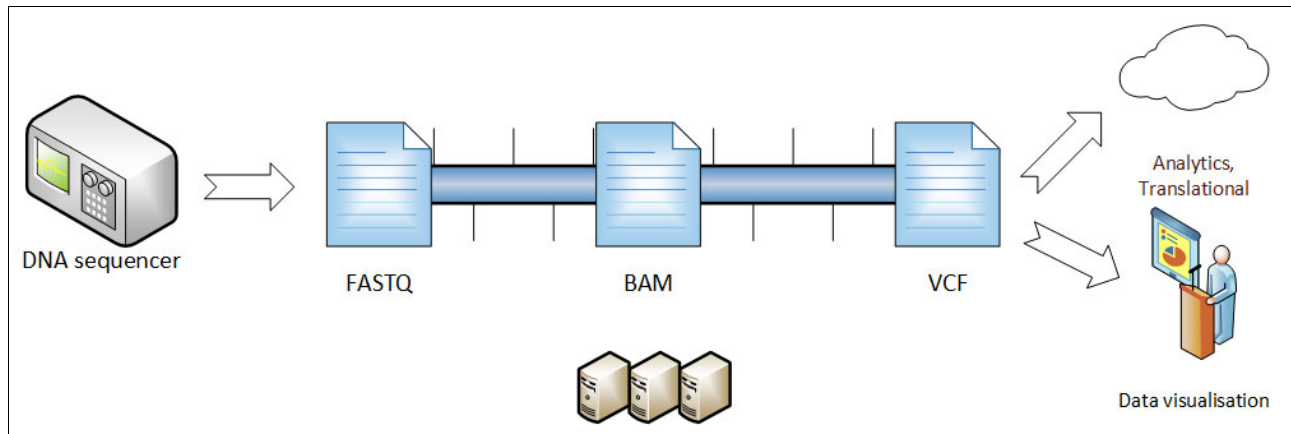 DNA sequencer
FASTQ
BAM
VCF
Analytics,
Translational
Data visualisation